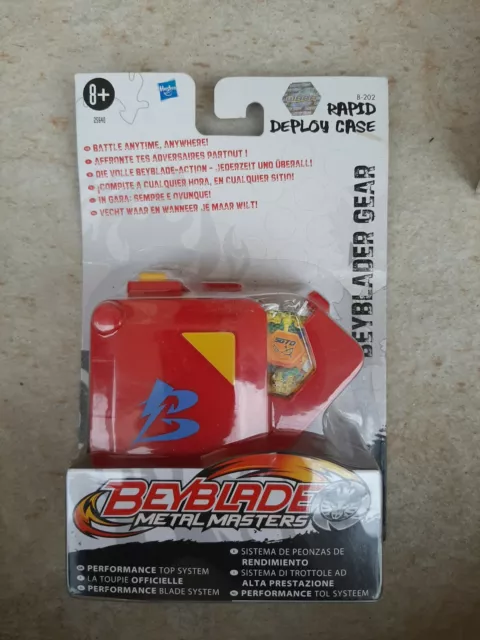 8+
25940
Hasbro
B-202
RAPID
DEPLOY CASE
BATTLE ANYTIME, ANYWHERE!
AFFRONTE TES ADVERSAIRES PARTOUT !
DIE VOLLE BEYBLADE-ACTION - JEDERZEIT UND ÜBERALL!
¡COMPITE A CUALQUIER HORA, EN CUALQUIER SITIO!
IN GARA: SEMPRE E OVUNQUE!
VECHT WAAR EN WANNEER JE MAAR WILT!
BEYBLADER GEAR
B
BEYBLADE
METAL MASTERS
PERFORMANCE TOP SYSTEM
LA TOUPIE OFFICIELLE
PERFORMANCE BLADE SYSTEM
SISTEMA DE PEONZAS DE
RENDIMIENTO
SISTEMA DI TROTTOLE AD
ALTA PRESTAZIONE
PERFORMANCE TOL SYSTEEM